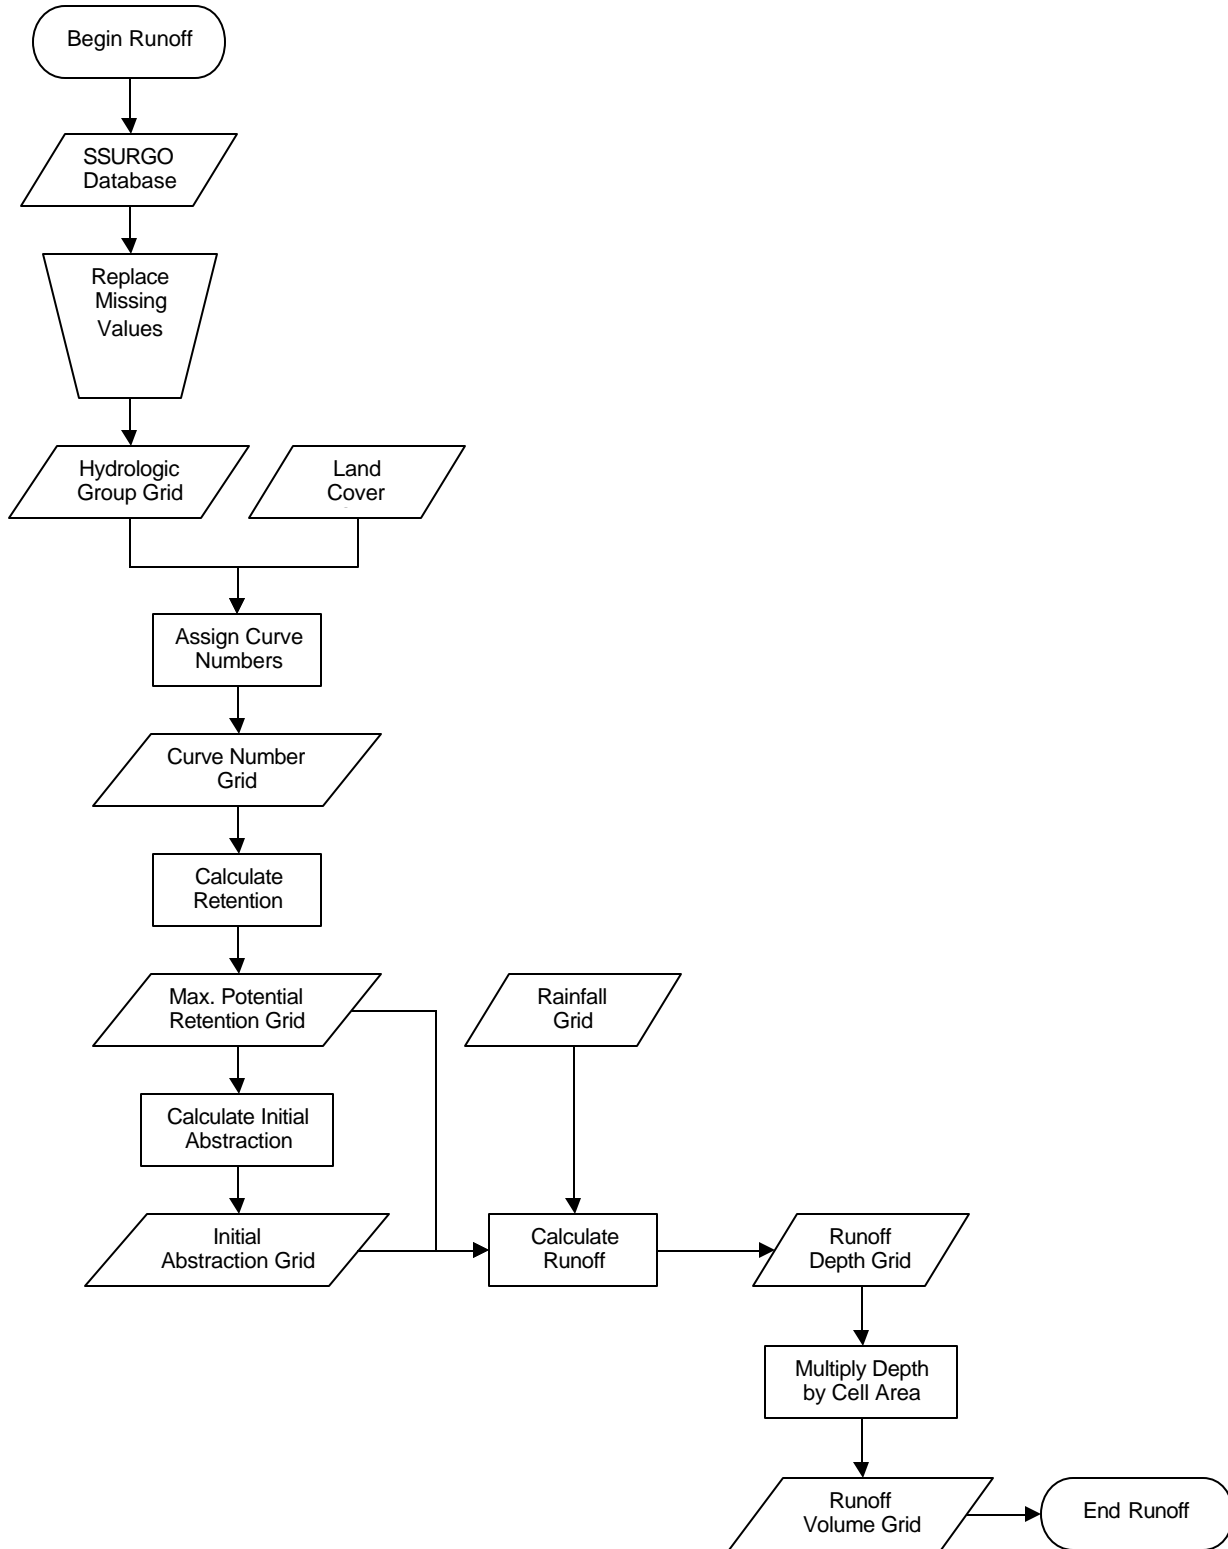 Begin Runoff
SSURGO
Database
Replace
Missing
Values
Hydrologic
Group Grid
Land
Cover
Assign Curve
Numbers
Curve Number
Grid
Calculate
Retention
Max. Potential
Retention Grid
Rainfall
Grid
Calculate Initial
Abstraction
Initial
Abstraction Grid
Calculate
Runoff
Runoff
Depth Grid
Multiply Depth
by Cell Area
Runoff
Volume Grid
End Runoff